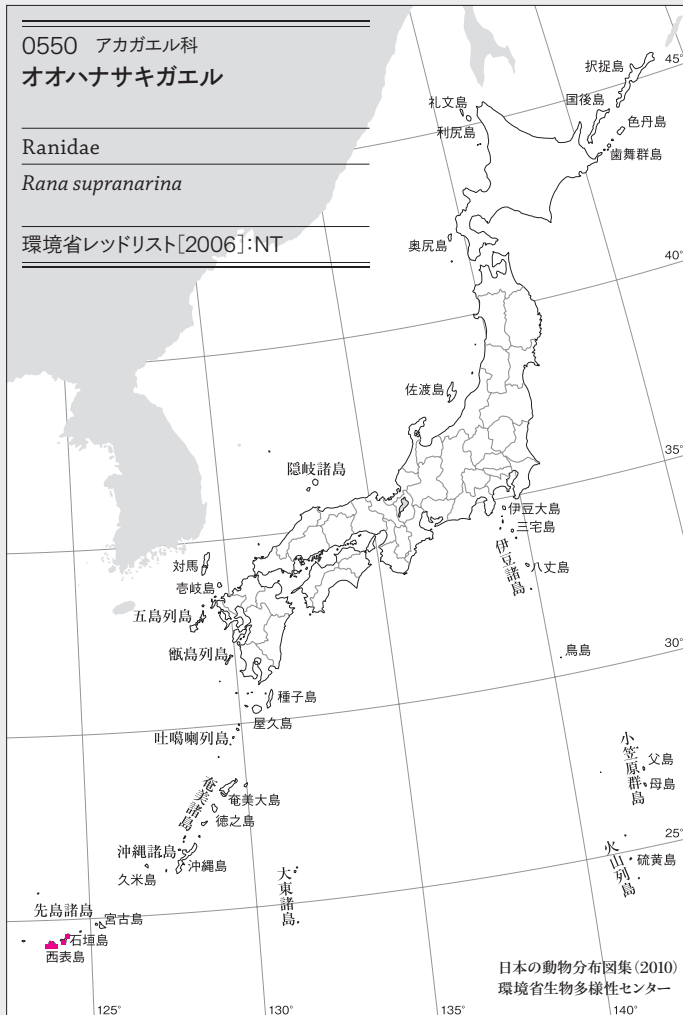 0550 アカガエル科
オオハナサキガエル
Ranidae
Rana supranarina
環境省レッドリスト[2006]:NT
択捉島
45°
礼文島
国後島
利尻島
色丹島
歯舞群島
奥尻島
40°
佐渡島
35°
隠岐諸島
伊豆大島
三宅島
伊豆諸島
八丈島
対馬
壱岐島
五島列島
甑島列島
鳥島
30°
種子島
屋久島
吐噶喇列島
小笠原群島
父島
母島
奄美諸島
奄美大島
徳之島
25°
沖縄諸島
沖縄島
久米島
大東諸島
火山列島
硫黄島
先島諸島
宮古島
石垣島
西表島
日本の動物分布図集(2010)
環境省生物多様性センター
125°
130°
135°
140°